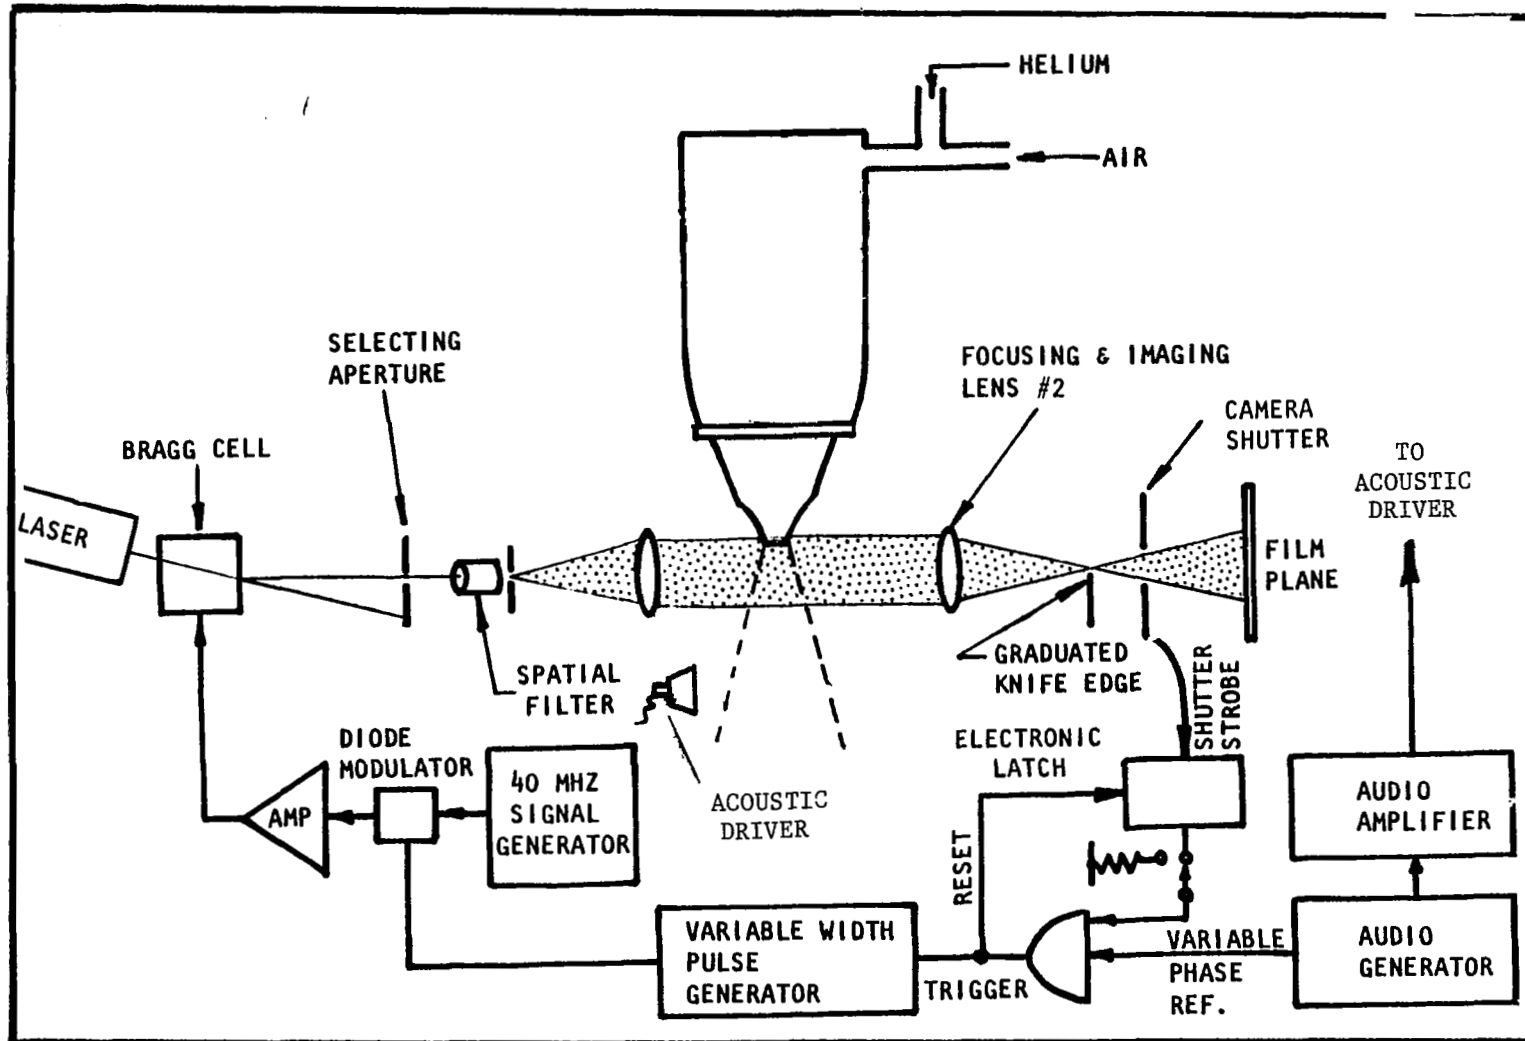 HELIUM
AIR
SELECTING
APERTURE
FOCUSING & IMAGING
LENS #2
CAMERA
SHUTTER
BRAGG CELL
TO
ACOUSTIC
DRIVER
LASER
FILM
PLANE
SPATIAL
FILTER
GRADUATED
KNIFE EDGE
SHUTTER
STROBE
DIODE
MODULATOR
ELECTRONIC
LATCH
40 MHZ
SIGNAL
GENERATOR
AMP
ACOUSTIC
DRIVER
AUDIO
AMPLIFIER
RESET
VARIABLE WIDTH
PULSE
GENERATOR
TRIGGER
VARIABLE
PHASE
REF.
AUDIO
GENERATOR